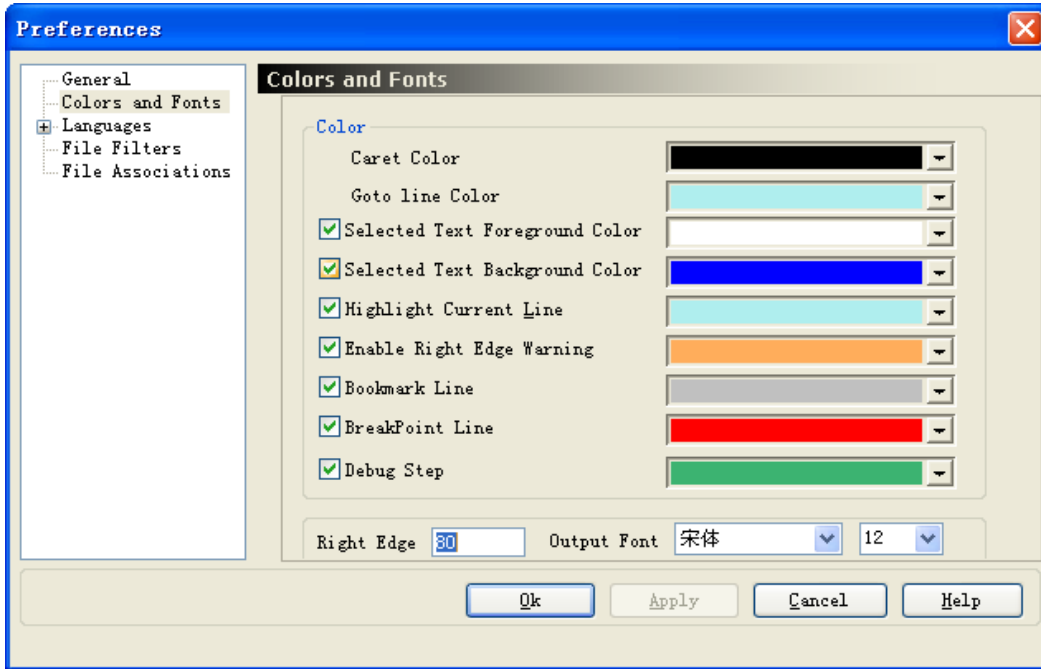 Preferences
General
Colors and Fonts
Languages
File Filters
File Associations
Colors and Fonts
Color
Caret Color
Goto line Color
Selected Text Foreground Color
Selected Text Background Color
Highlight Current Line
Enable Right Edge Warning
Bookmark Line
BreakPoint Line
Debug Step
Right Edge 80 Output Font 宋体 12
Ok Apply Cancel Help